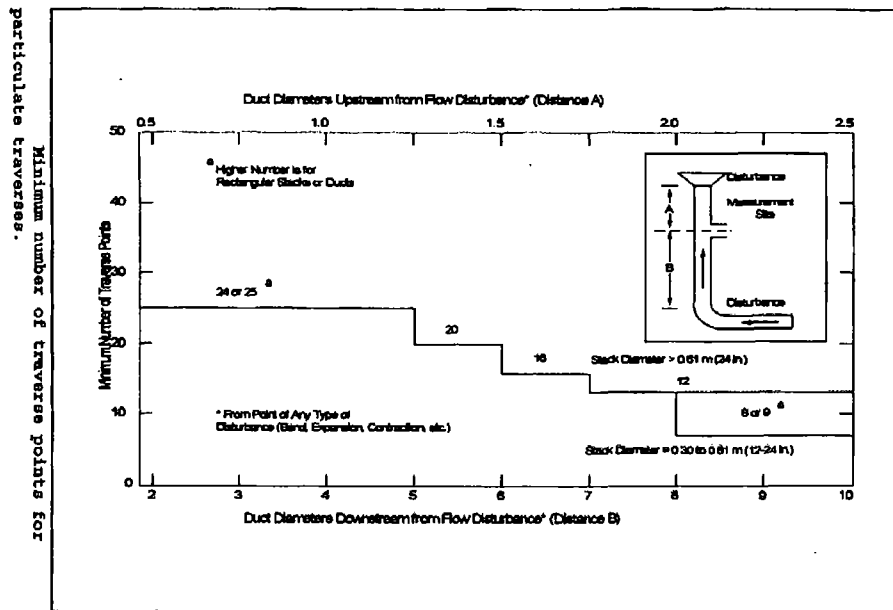 Minimum number of traverse points for
particulate traverses.
Duct Diameters Upstream from Flow Disturbance* (Distance A)
0.5 1.0 1.5 2.0 2.5
50
40
30
20
10
0
Minimum Number of Traverse Points
a Higher Number is for
Rectangular Stacks or Ducts
24 or 25 a
20
16
Stack Diameter > 0.61 m (24 in.)
12
8 or 9 a
Stack Diameter = 0.30 to 0.61 m (12-24 in.)
* From Point of Any Type of
Disturbance (Bend, Expansion, Contraction, etc.)
Disturbance
A
Measurement
Site
B
Disturbance
2 3 4 5 6 7 8 9 10
Duct Diameters Downstream from Flow Disturbance* (Distance B)